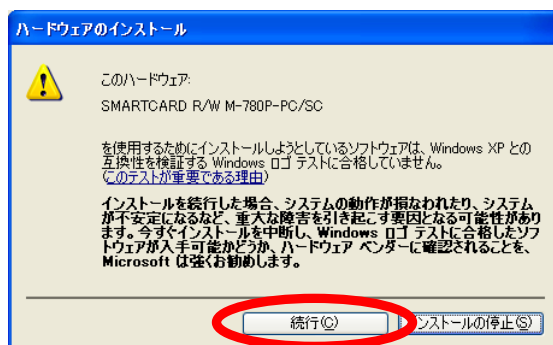 ハードウェアのインストール
このハードウェア:
SMARTCARD R/W M-780P-PC/SC
を使用するためにインストールしようとしているソフトウェアは、Windows XP との
互換性を検証する Windows ロゴ テストに合格していません。
(このテストが重要である理由)
インストールを続行した場合、システムの動作が損なわれたり、システム
が不安定になるなど、重大な障害を引き起こす要因となる可能性があり
ます。今すぐインストールを中断し、Windows ロゴ テストに合格したソフ
トウェアが入手可能かどうか、ハードウェア ベンダーに確認されることを、
Microsoft は強くお勧めします。
続行(C)
インストールの停止(S)